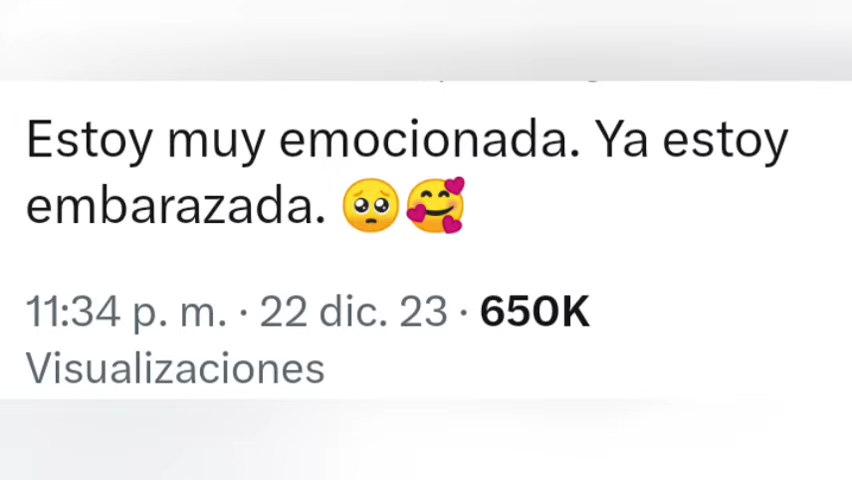 Estoy muy emocionada. Ya estoy
embarazada. 🥺🥰
11:34 p. m. · 22 dic. 23 · 650K
Visualizaciones